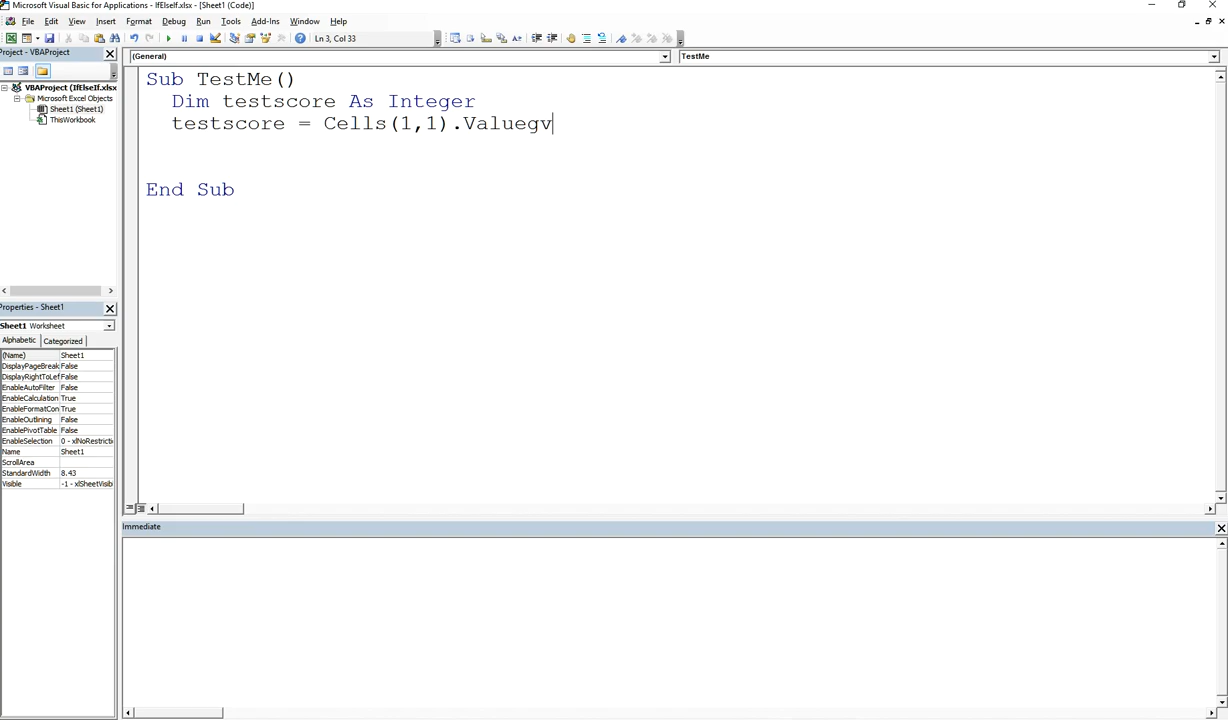 Microsoft Visual Basic for Applications - IfElseIf.xlsx - [Sheet1 (Code)]
File Edit View Insert Format Debug Run Tools Add-Ins Window Help
Ln 3, Col 33
Project - VBAProject
(General) TestMe
VBAProject (IfElseIf.xlsx
Microsoft Excel Objects
Sheet1 (Sheet1)
ThisWorkbook
Sub TestMe()
Dim testscore As Integer
testscore = Cells(1,1).Valuegv
End Sub
Properties - Sheet1
Sheet1 Worksheet
Alphabetic Categorized
(Name) Sheet1
DisplayPageBreak False
DisplayRightToLef False
EnableAutoFilter False
EnableCalculation True
EnableFormatCon True
EnableOutlining False
EnablePivotTable False
EnableSelection 0 - xlNoRestricti
Name Sheet1
ScrollArea
StandardWidth 8.43
Visible -1 - xlSheetVisib
Immediate